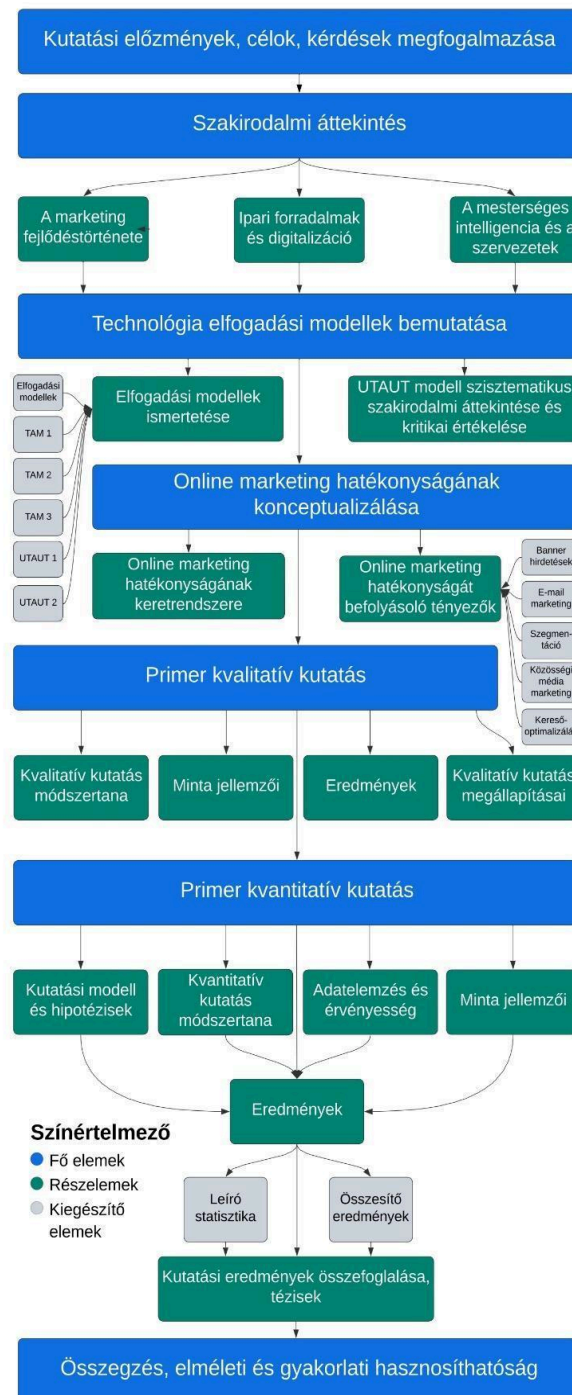 Kutatási előzmények, célok, kérdések megfogalmazása
Szakirodalmi áttekintés
A marketing
fejlődéstörténete
Ipari forradalmak
és digitalizáció
A mesterséges
intelligencia és a
szervezetek
Technológia elfogadási modellek bemutatása
Elfogadási
modellek
TAM 1
TAM 2
TAM 3
UTAUT 1
UTAUT 2
Elfogadási modellek
ismertetése
UTAUT modell szisztematikus
szakirodalmi áttekintése és
kritikai értékelése
Online marketing hatékonyságának
konceptualizálása
Online marketing
hatékonyságának
keretrendszere
Online marketing
hatékonyságát
befolyásoló tényezők
Banner
hirdetések
E-mail
marketing
Szegmen-
táció
Közösségi
média
marketing
Kereső-
optimalizálás
Primer kvalitatív kutatás
Kvalitatív kutatás
módszertana
Minta jellemzői
Eredmények
Kvalitatív kutatás
megállapításai
Primer kvantitatív kutatás
Kutatási modell
és hipotézisek
Kvantitatív
kutatás
módszertana
Adatelemzés és
érvényesség
Minta jellemzői
Eredmények
Színértelmező
Fő elemek
Részelemek
Kiegészítő
elemek
Leíró
statisztika
Összesítő
eredmények
Kutatási eredmények összefoglalása,
tézisek
Összegzés, elméleti és gyakorlati hasznosíthatóság